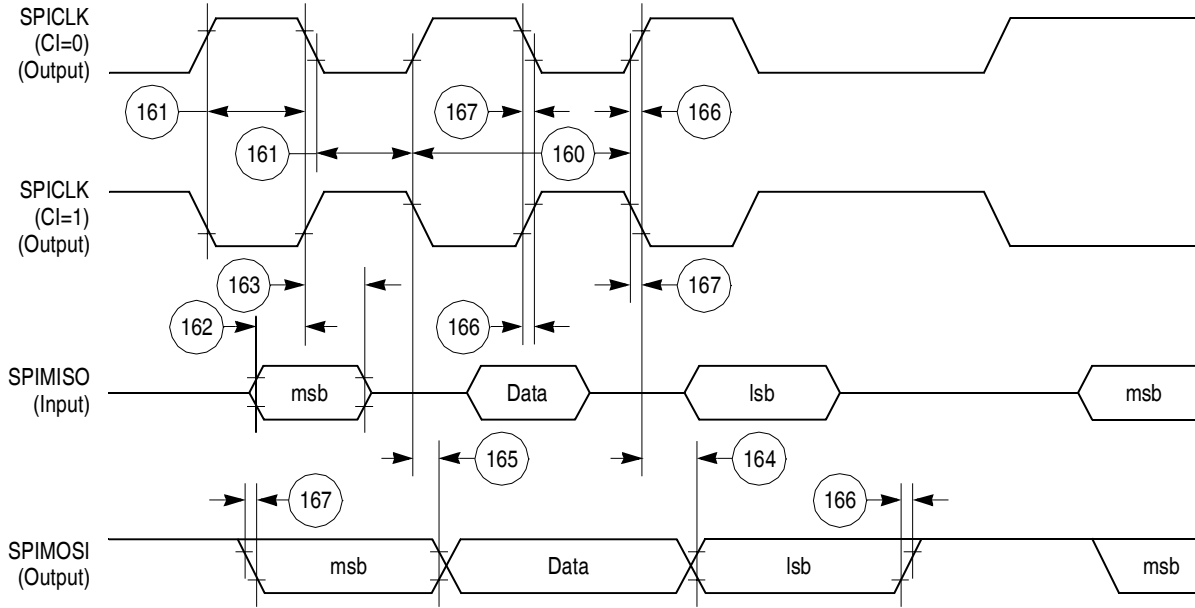 SPICLK
(CI=0)
(Output)
161
167
166
161
160
SPICLK
(CI=1)
(Output)
163
167
162
166
SPIMISO
(Input)
msb
Data
lsb
msb
165
164
167
166
SPIMOSI
(Output)
msb
Data
lsb
msb